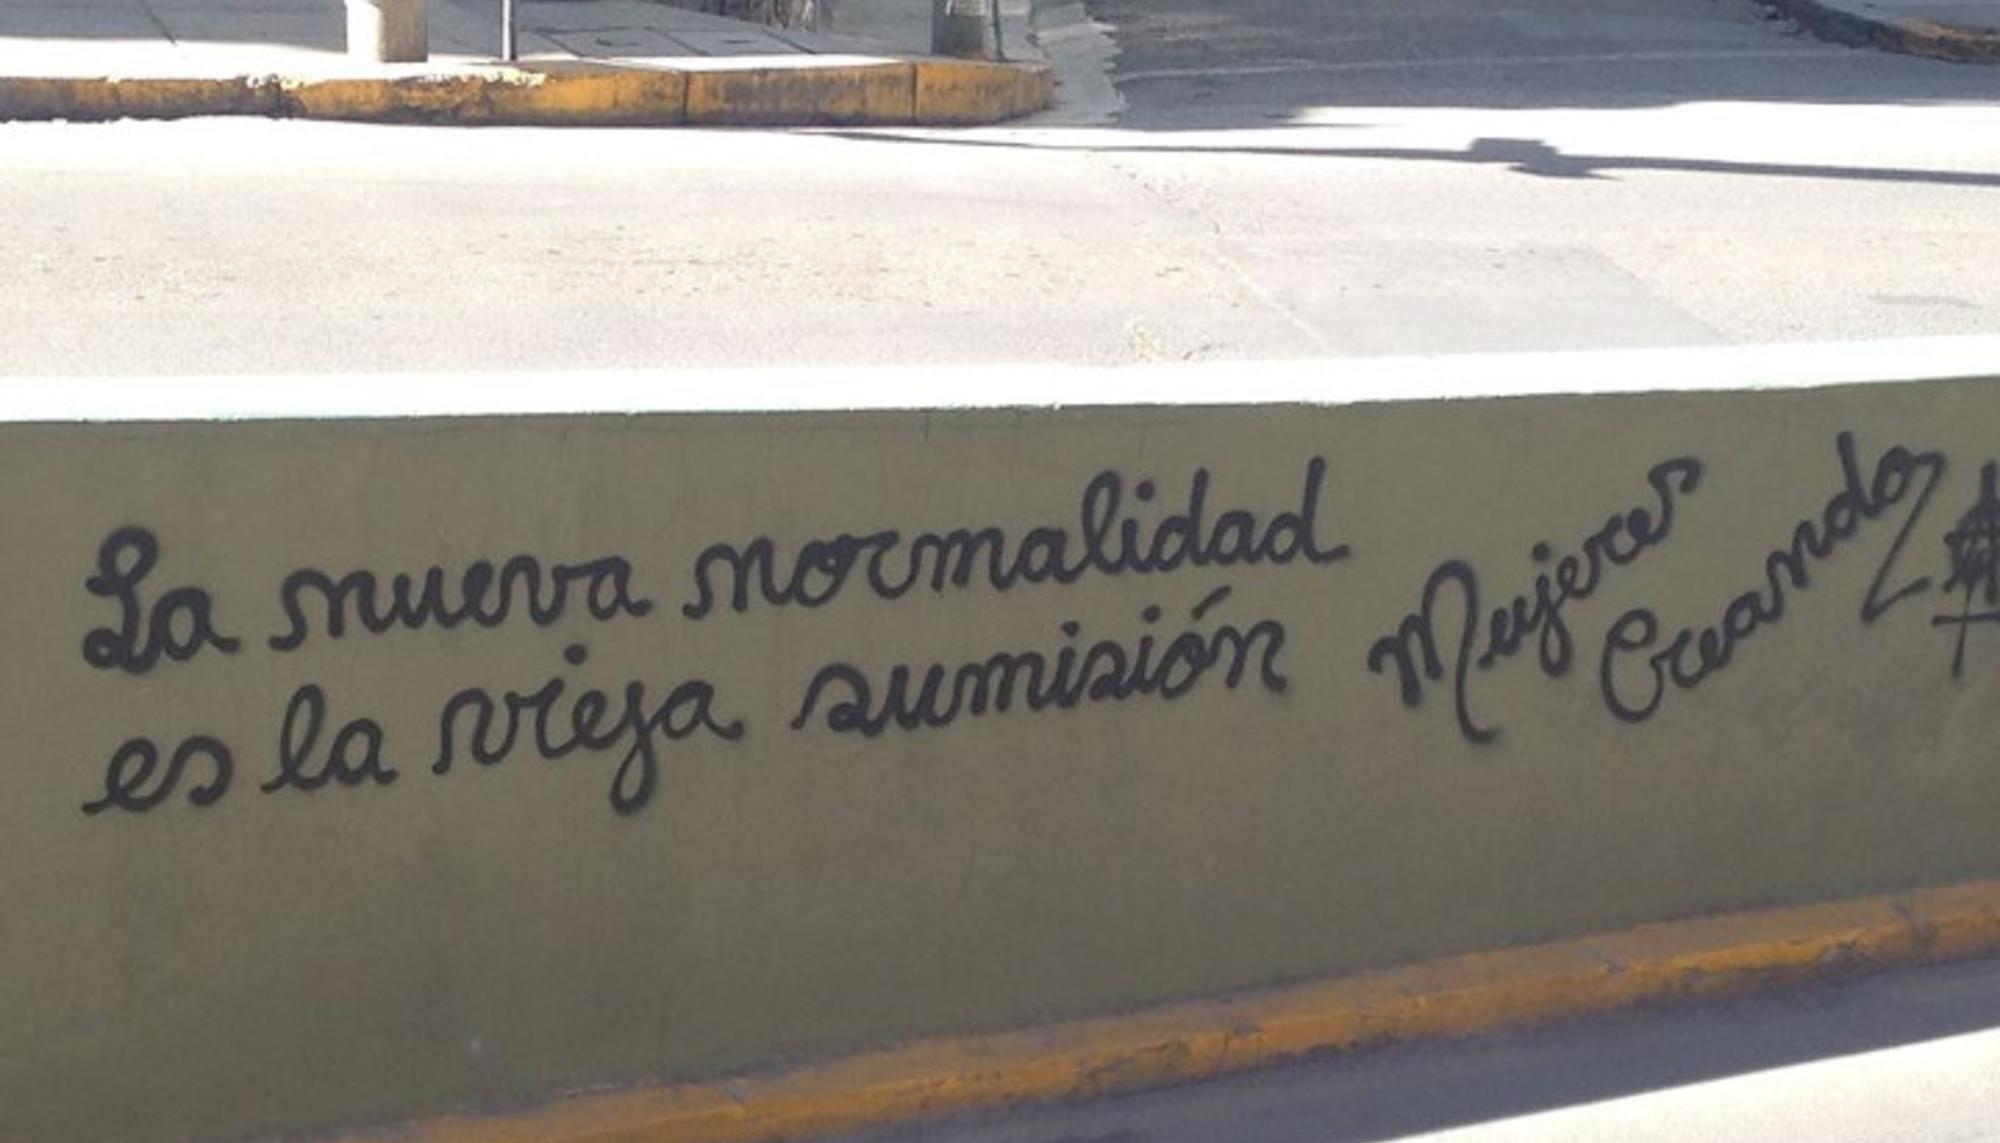 La nueva normalidad
es la vieja sumisión
Mujeres
Creando